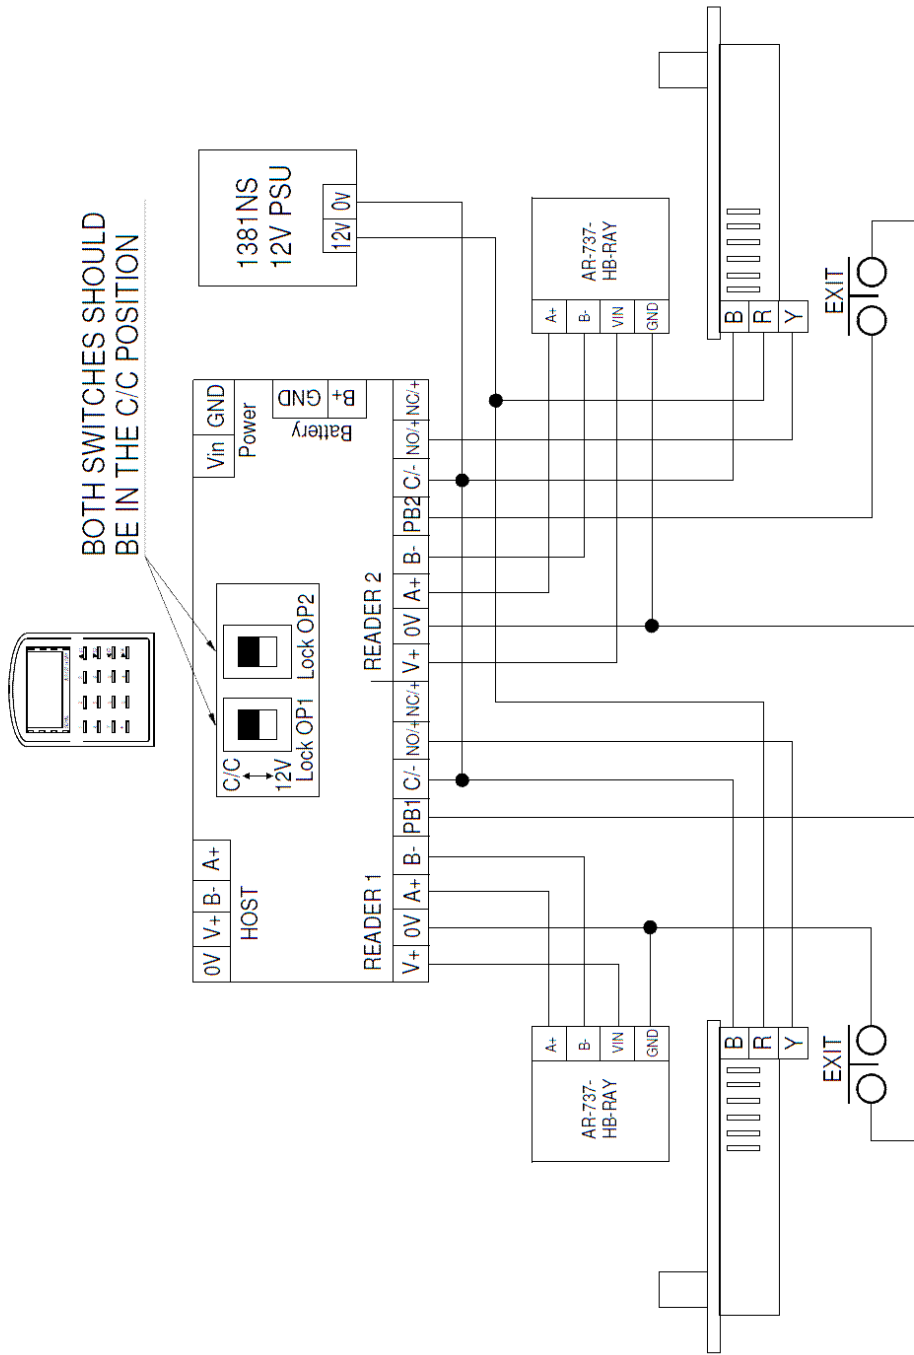 BOTH SWITCHES SHOULD
BE IN THE C/C POSITION
0V V+ B- A+
HOST
C/C
12V
Lock OP1
Lock OP2
Vin GND
Power
GND B+
Battery
READER 1
READER 2
V+ 0V A+ B- PB1 C/- NO/+ NC/+ V+ 0V A+ B- PB2 C/- NO/+ NC/+
1381NS
12V PSU
12v 0v
AR-737-
HB-RAY
A+
B-
VIN
GND
A+
B-
VIN
GND
AR-737-
HB-RAY
B
R
Y
B
R
Y
EXIT
EXIT